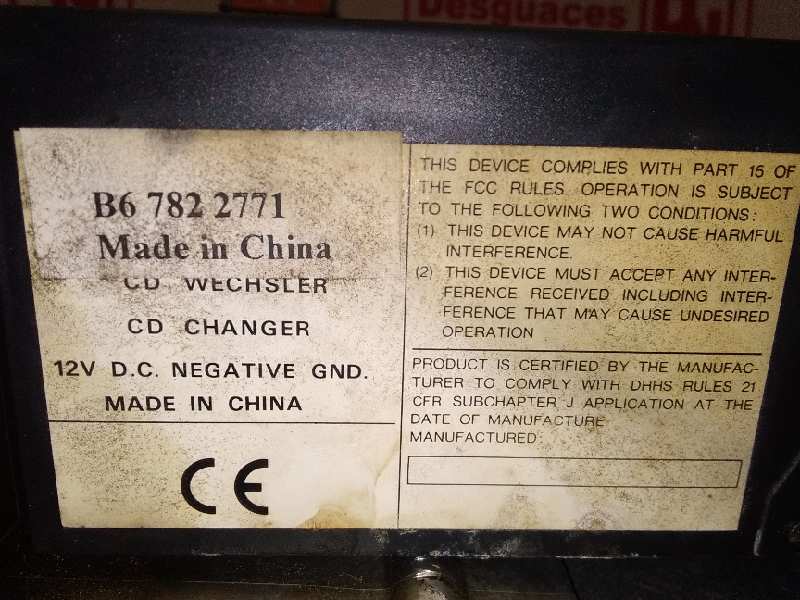 Desguaces
B6 782 2771
Made in China
CD WECHSLER
CD CHANGER
12V D.C. NEGATIVE GND.
MADE IN CHINA
CE
THIS DEVICE COMPLIES WITH PART 15 OF
THE FCC RULES OPERATION IS SUBJECT
TO THE FOLLOWING TWO CONDITIONS:
(1) THIS DEVICE MAY NOT CAUSE HARMFUL
INTERFERENCE.
(2) THIS DEVICE MUST ACCEPT ANY INTER-
FERENCE RECEIVED INCLUDING INTER-
FERENCE THAT MAY CAUSE UNDESIRED
OPERATION
PRODUCT IS CERTIFIED BY THE MANUFAC-
TURER TO COMPLY WITH DHHS RULES 21
CFR SUBCHAPTER J APPLICATION AT THE
DATE OF MANUFACTURE
MANUFACTURED: